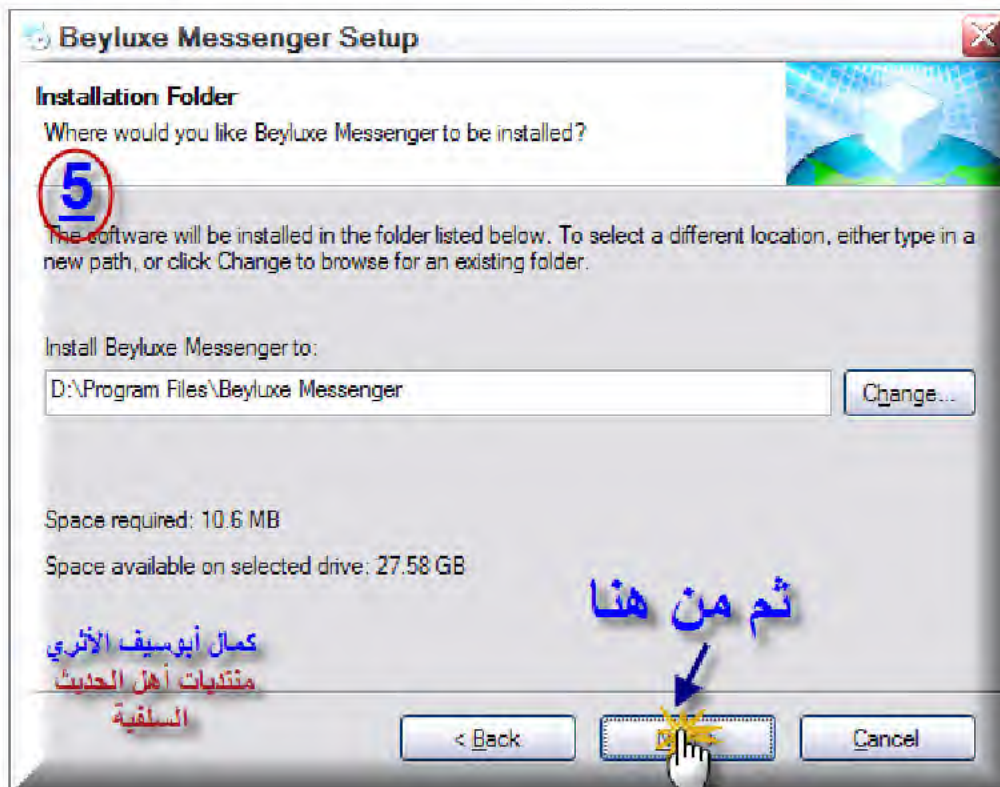 Beyluxe Messenger Setup
Installation Folder
Where would you like Beyluxe Messenger to be installed?
5
The software will be installed in the folder listed below. To select a different location, either type in a
new path, or click Change to browse for an existing folder.
Install Beyluxe Messenger to:
D:\Program Files\Beyluxe Messenger
Change...
Space required: 10.6 MB
Space available on selected drive: 27.58 GB
ثم من هنا
كمال أبوسيف الأثري
منتديات أهل الحديث
السلفية
< Back
Cancel